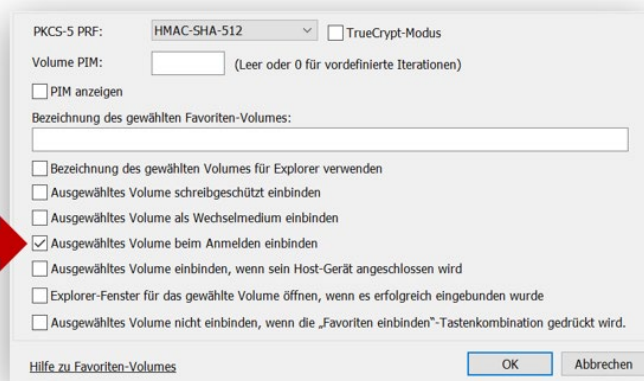 PKCS-5 PRF: HMAC-SHA-512 TrueCrypt-Modus
Volume PIM: (Leer oder 0 für vordefinierte Iterationen)
PIM anzeigen
Bezeichnung des gewählten Favoriten-Volumes:
Bezeichnung des gewählten Volumes für Explorer verwenden
Ausgewähltes Volume schreibgeschützt einbinden
Ausgewähltes Volume als Wechselmedium einbinden
Ausgewähltes Volume beim Anmelden einbinden
Ausgewähltes Volume einbinden, wenn sein Host-Gerät angeschlossen wird
Explorer-Fenster für das gewählte Volume öffnen, wenn es erfolgreich eingebunden wurde
Ausgewähltes Volume nicht einbinden, wenn die „Favoriten einbinden“-Tastenkombination gedrückt wird.
Hilfe zu Favoriten-Volumes OK Abbrechen